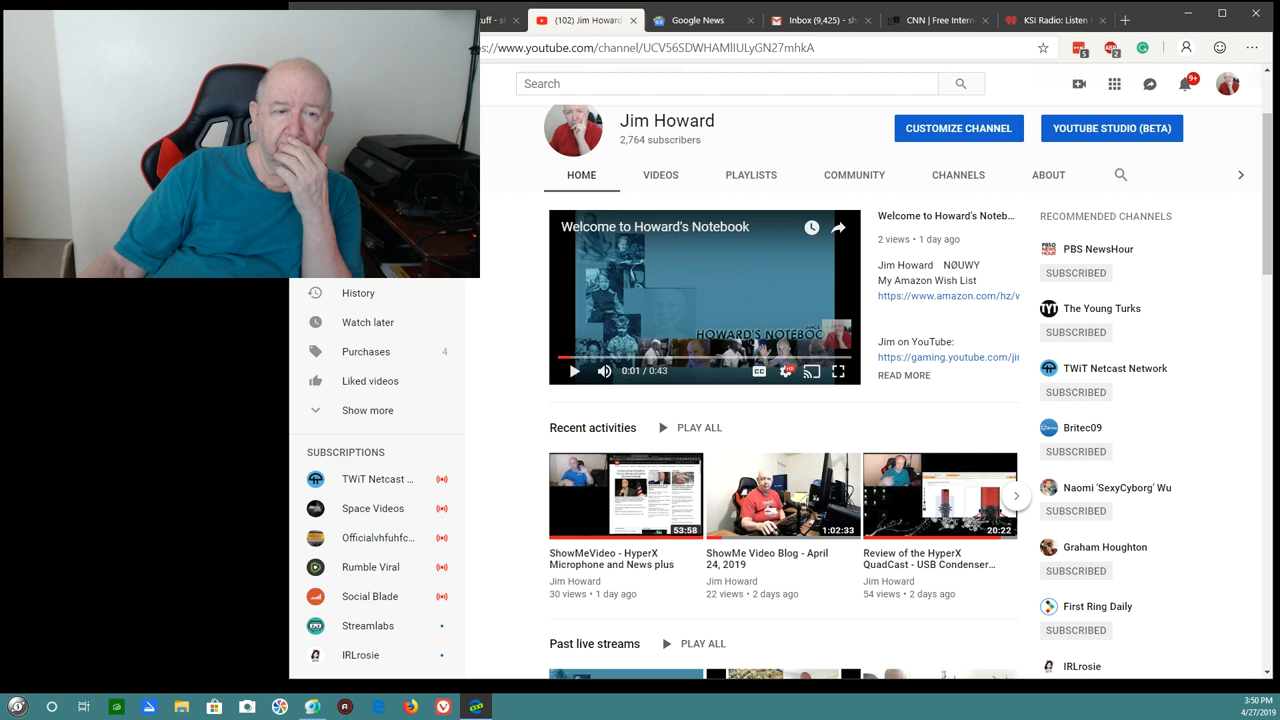 uff - s
(102) Jim Howard
Google News
Inbox (9,425) - sh
CNN | Free Intern
KSI Radio: Listen t
s://www.youtube.com/channel/UCV56SDWHAMlIULyGN27mhkA
5
2
Search
9+
Jim Howard
2,764 subscribers
CUSTOMIZE CHANNEL
YOUTUBE STUDIO (BETA)
HOME
VIDEOS
PLAYLISTS
COMMUNITY
CHANNELS
ABOUT
Welcome to Howard's Notebook
HOWARD'S NOTEBOO
0:01 / 0:43
CC
HD
Welcome to Howard's Noteb...
2 views • 1 day ago
Jim Howard NØUWY
My Amazon Wish List
https://www.amazon.com/hz/v
Jim on YouTube:
https://gaming.youtube.com/jir
READ MORE
RECOMMENDED CHANNELS
PBS NewsHour
SUBSCRIBED
The Young Turks
SUBSCRIBED
TWiT Netcast Network
SUBSCRIBED
Britec09
SUBSCRIBED
Naomi 'SexyCyborg' Wu
SUBSCRIBED
Graham Houghton
SUBSCRIBED
First Ring Daily
SUBSCRIBED
IRLrosie
History
Watch later
Purchases 4
Liked videos
Show more
SUBSCRIPTIONS
TWiT Netcast ...
Space Videos
Officialvhfuhfc...
Rumble Viral
Social Blade
Streamlabs
IRLrosie
Recent activities
PLAY ALL
53:58
ShowMeVideo - HyperX
Microphone and News plus
Jim Howard
30 views • 1 day ago
1:02:33
ShowMe Video Blog - April
24, 2019
Jim Howard
22 views • 2 days ago
20:22
Review of the HyperX
QuadCast - USB Condenser...
Jim Howard
54 views • 2 days ago
Past live streams
PLAY ALL
3:50 PM
4/27/2019